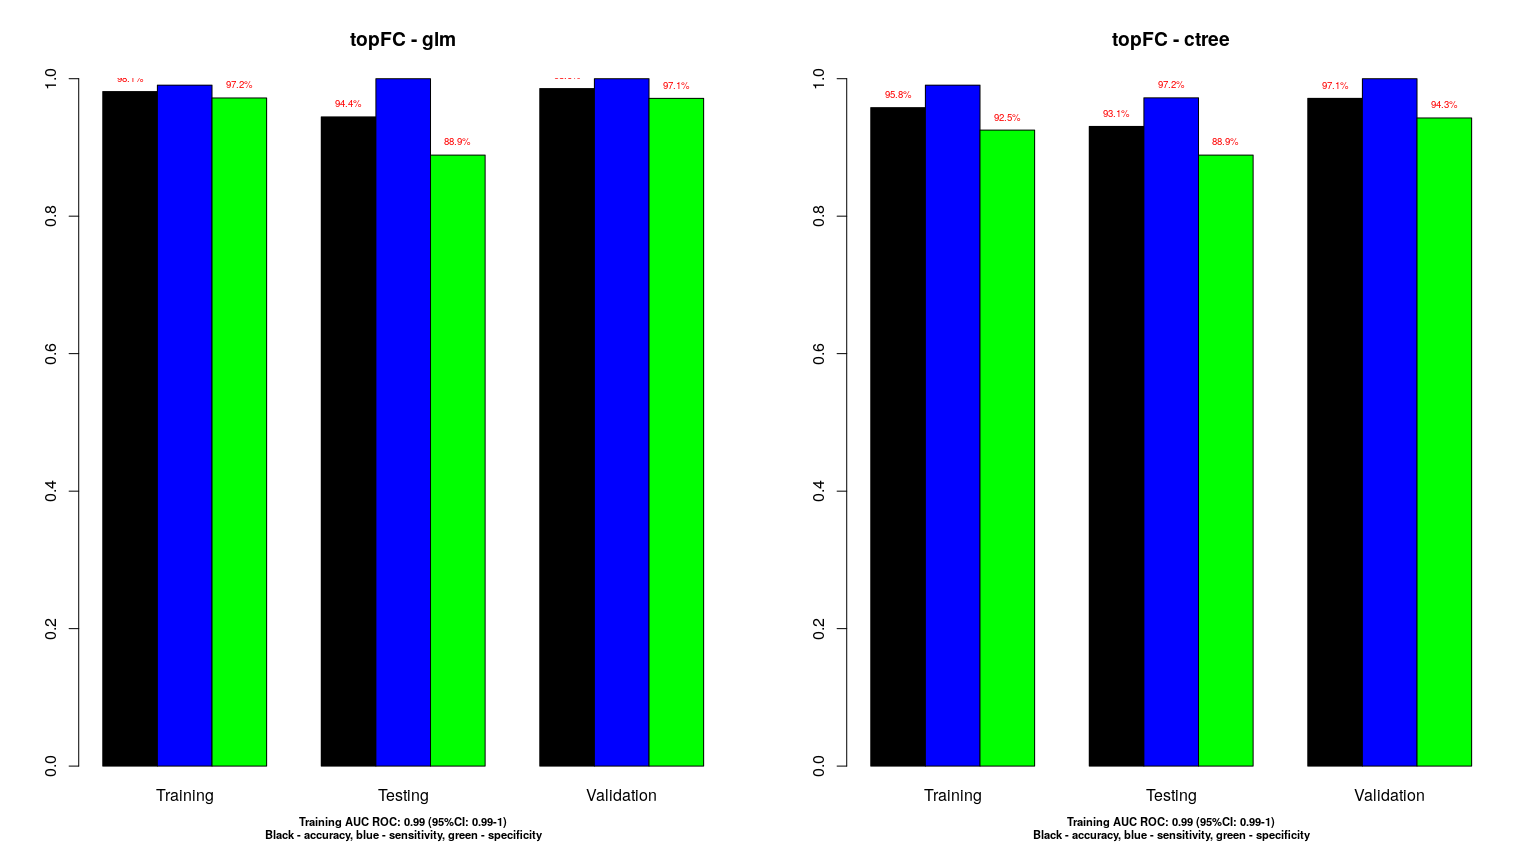 topFC - glm
1.0
0.8
0.6
0.4
0.2
0.0
98.1%
97.2%
94.4%
88.9%
97.1%
Training
Testing
Validation
Training AUC ROC: 0.99 (95%CI: 0.99-1)
Black - accuracy, blue - sensitivity, green - specificity
topFC - ctree
1.0
0.8
0.6
0.4
0.2
0.0
95.8%
92.5%
93.1%
97.2%
88.9%
97.1%
94.3%
Training
Testing
Validation
Training AUC ROC: 0.99 (95%CI: 0.99-1)
Black - accuracy, blue - sensitivity, green - specificity